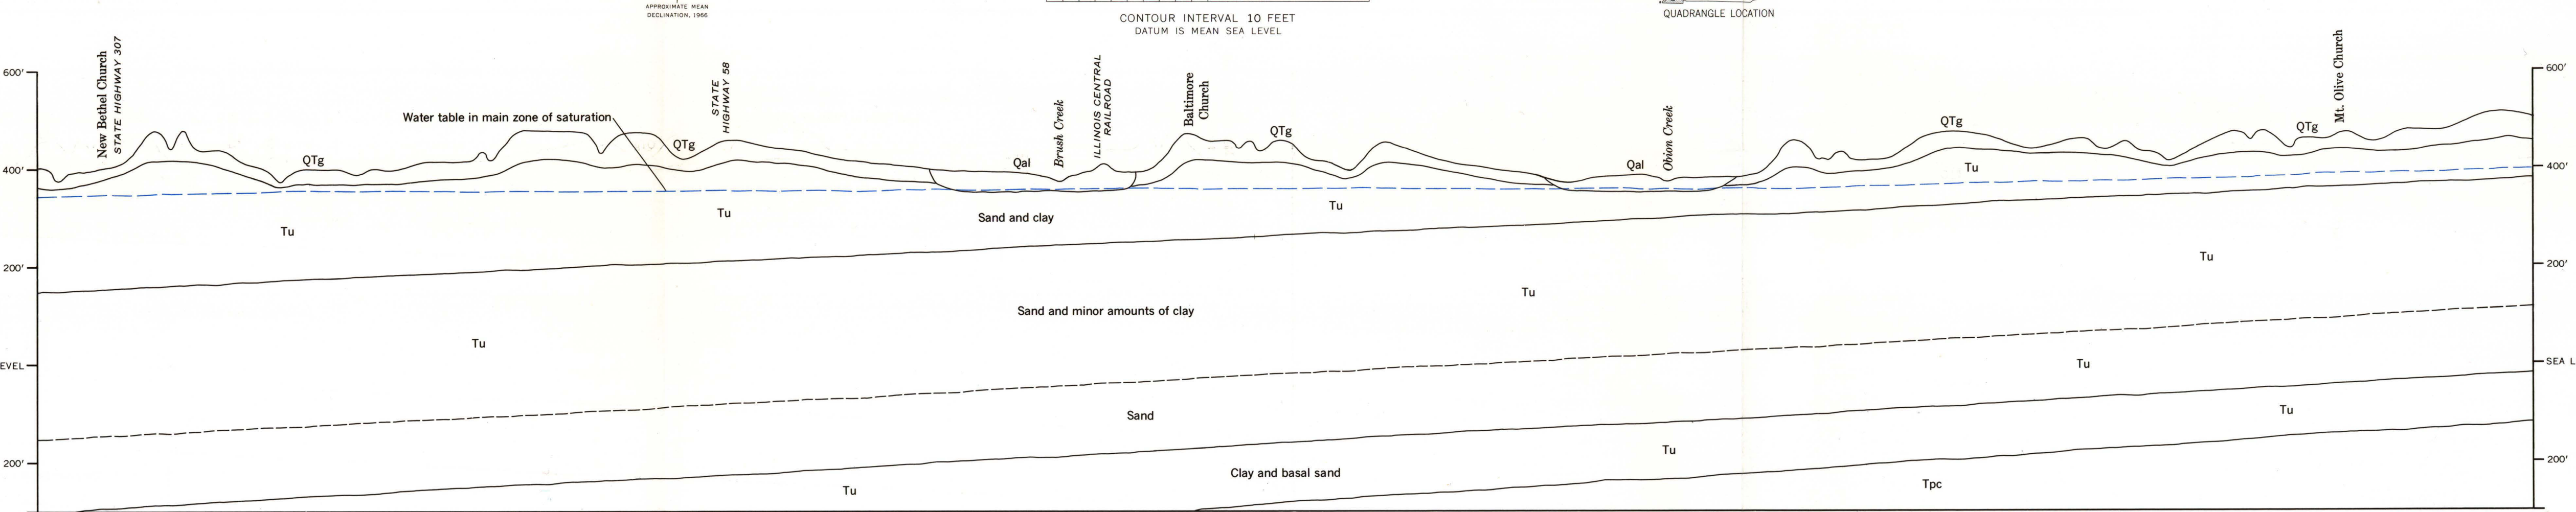 APPROXIMATE MEAN
DECLINATION, 1966
CONTOUR INTERVAL 10 FEET
DATUM IS MEAN SEA LEVEL
QUADRANGLE LOCATION
600'
New Bethel Church
STATE HIGHWAY 307
Water table in main zone of saturation
STATE
HIGHWAY 58
Brush Creek
ILLINOIS CENTRAL
RAILROAD
Baltimore
Church
Obion Creek
Mt. Olive Church
600'
QTg
QTg
Qal
QTg
Qal
QTg
QTg
400'
Tu
400'
Tu
Tu
Sand and clay
Tu
200'
Tu
200'
Tu
Sand and minor amounts of clay
Tu
EVEL
Tu
SEA L
Sand
Tu
200'
Tu
Clay and basal sand
Tu
Tpc
200'